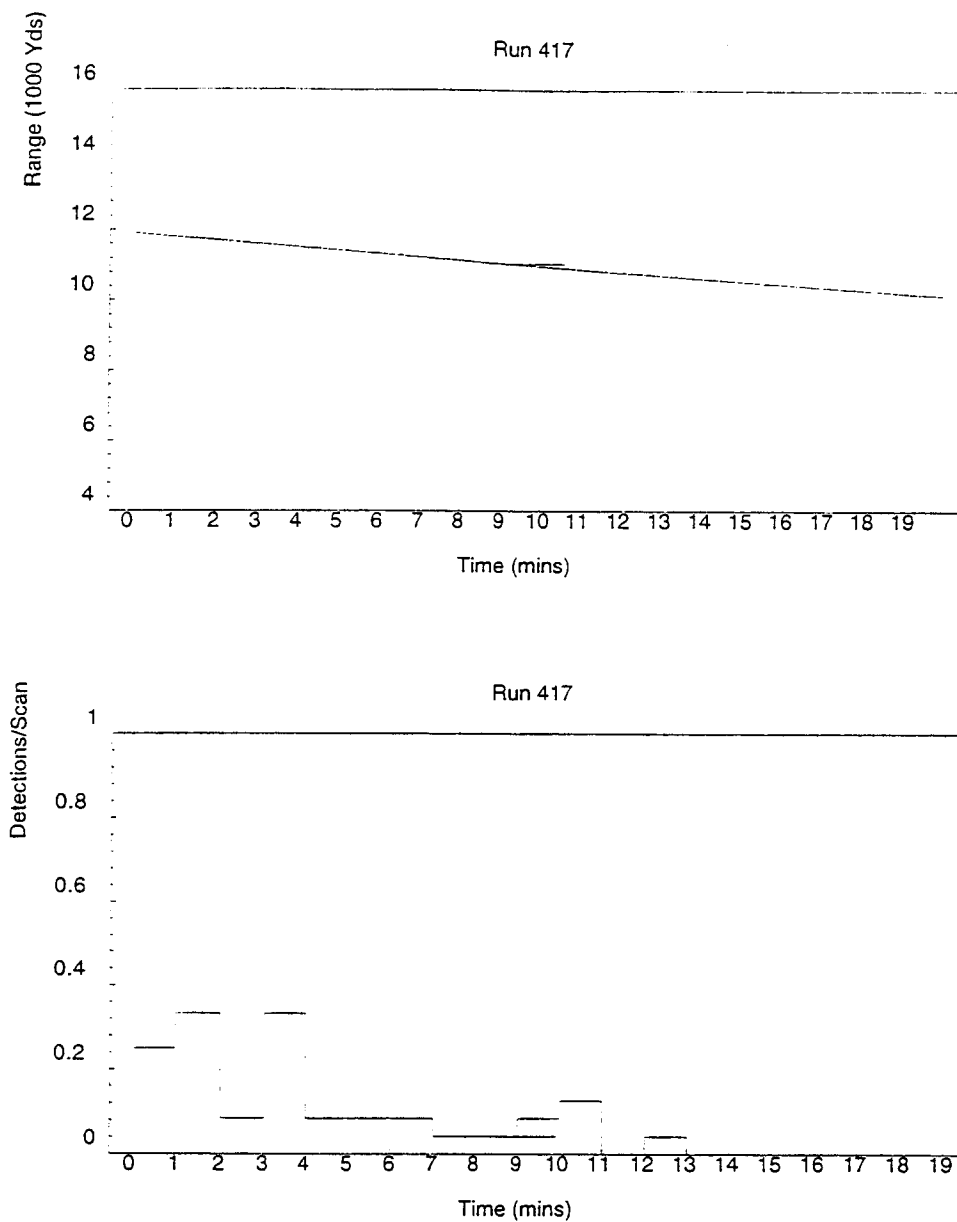 Run 417
Range (1000 Yds)
16
14
12
10
8
6
4
0 1 2 3 4 5 6 7 8 9 10 11 12 13 14 15 16 17 18 19
Time (mins)
Run 417
Detections/Scan
1
0.8
0.6
0.4
0.2
0
0 1 2 3 4 5 6 7 8 9 10 11 12 13 14 15 16 17 18 19
Time (mins)